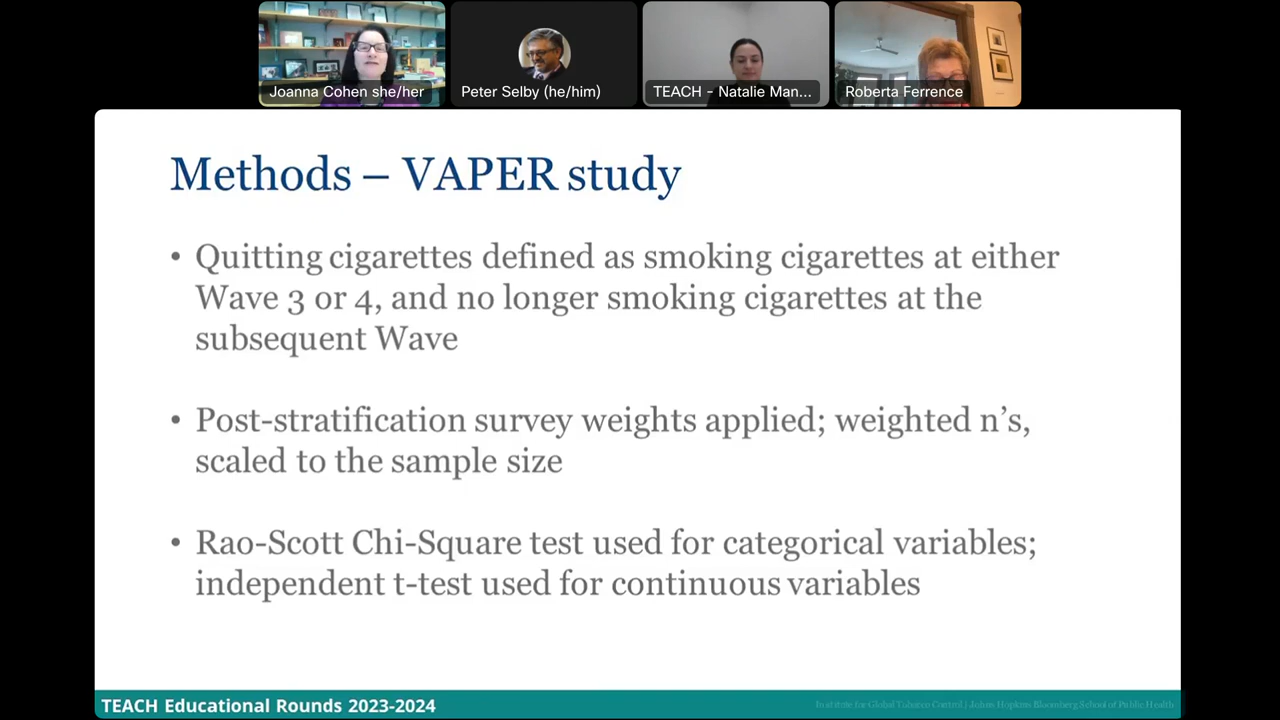 Joanna Cohen she/her
Peter Selby (he/him)
TEACH - Natalie Man...
Roberta Ferrence
Methods – VAPER study
• Quitting cigarettes defined as smoking cigarettes at either
Wave 3 or 4, and no longer smoking cigarettes at the
subsequent Wave
• Post-stratification survey weights applied; weighted n’s,
scaled to the sample size
• Rao-Scott Chi-Square test used for categorical variables;
independent t-test used for continuous variables
TEACH Educational Rounds 2023-2024
Institute for Global Tobacco Control | Johns Hopkins Bloomberg School of Public Health